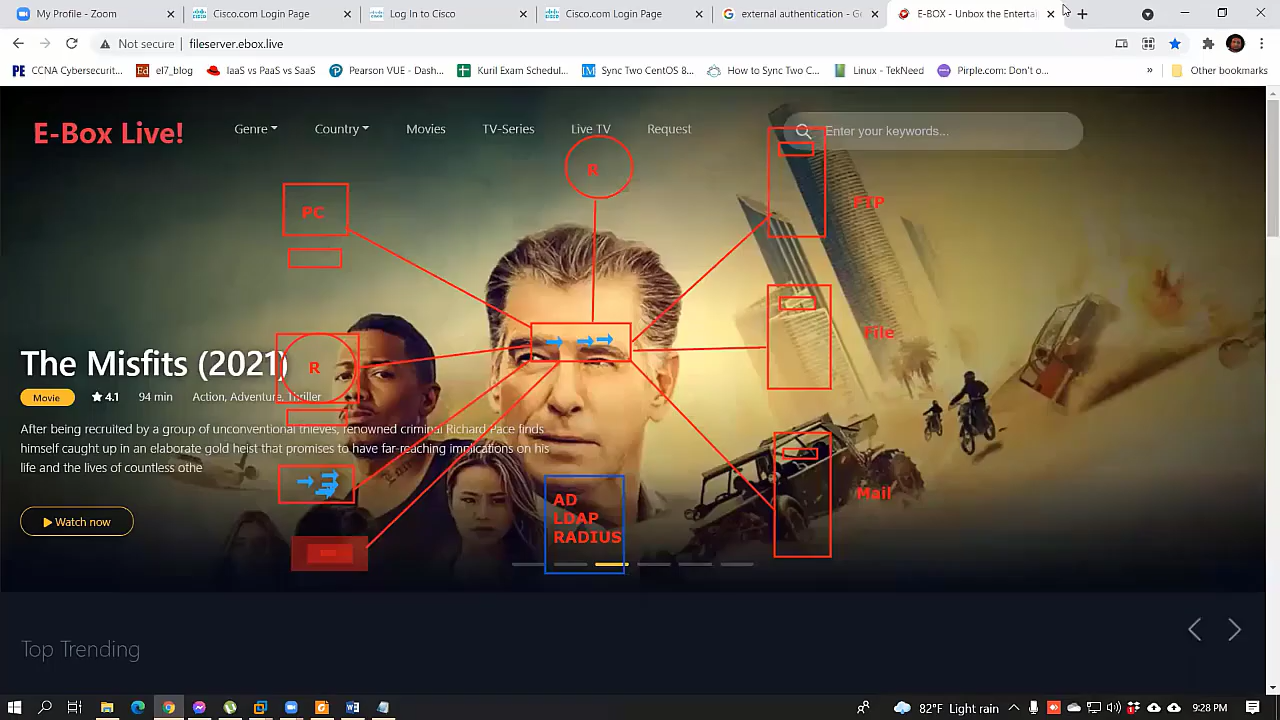 My Profile - Zoom
Cisco.com Login Page
Log In to Cisco
Cisco.com Login Page
external authentication - Go
E-BOX - Unbox the Enterta
Not secure | fileserver.ebox.live
CCNA Cybersecurit...
el7_blog
IaaS vs PaaS vs SaaS
Pearson VUE - Dash...
Kuril Exam Schedul...
Sync Two CentOS 8...
How to Sync Two C...
Linux - TekNeed
Pirple.com: Don't o...
» Other bookmarks
E-Box Live!
Genre
Country
Movies
TV-Series
Live TV
Request
Enter your keywords...
R
PC
FTP
File
The Misfits (2021)
R
Movie
4.1
94 min
Action, Adventure, Thriller
After being recruited by a group of unconventional thieves, renowned criminal Richard Pace finds
himself caught up in an elaborate gold heist that promises to have far-reaching implications on his
life and the lives of countless othe
Mail
AD
LDAP
RADIUS
Watch now
Top Trending
82°F Light rain
9:28 PM